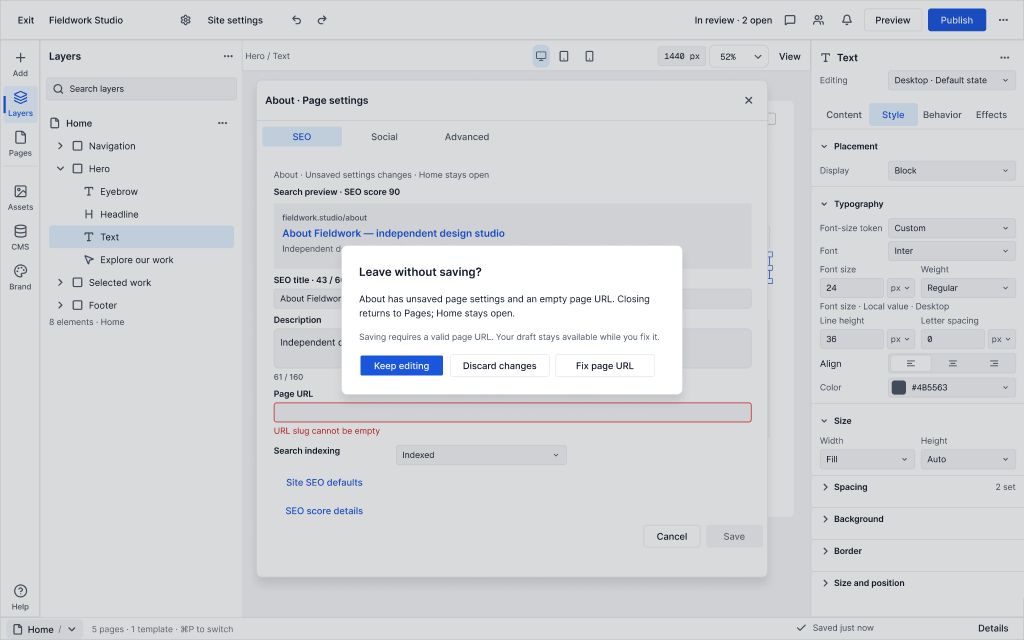 Exit
Fieldwork Studio
Site settings
In review · 2 open
Preview
Publish
Add
Layers
Pages
Assets
CMS
Brand
Help
Layers
Search layers
Home
Navigation
Hero
Eyebrow
Headline
Text
Explore our work
Selected work
Footer
8 elements · Home
Hero / Text
1440 px
52%
View
About · Page settings
SEO
Social
Advanced
About · Unsaved settings changes · Home stays open
Search preview · SEO score 90
fieldwork.studio/about
About Fieldwork — independent design studio
Independent
SEO title · 43 /
About
Description
Independent
61 / 160
Page URL
URL slug cannot be empty
Search indexing
Indexed
Site SEO defaults
SEO score details
Cancel
Save
Leave without saving?
About has unsaved page settings and an empty page URL. Closing
returns to Pages; Home stays open.
Saving requires a valid page URL. Your draft stays available while you fix it.
Keep editing
Discard changes
Fix page URL
Text
Editing
Desktop · Default state
Content
Style
Behavior
Effects
Placement
Display
Block
Typography
Font-size token
Custom
Font
Inter
Font size
Weight
24
px
Regular
Font size · Local value · Desktop
Line height
Letter spacing
36
px
0
px
Align
Color
#4B5563
Size
Width
Height
Fill
Auto
Spacing
2 set
Background
Border
Size and position
Home /
5 pages · 1 template · ⌘P to switch
Saved just now
Details